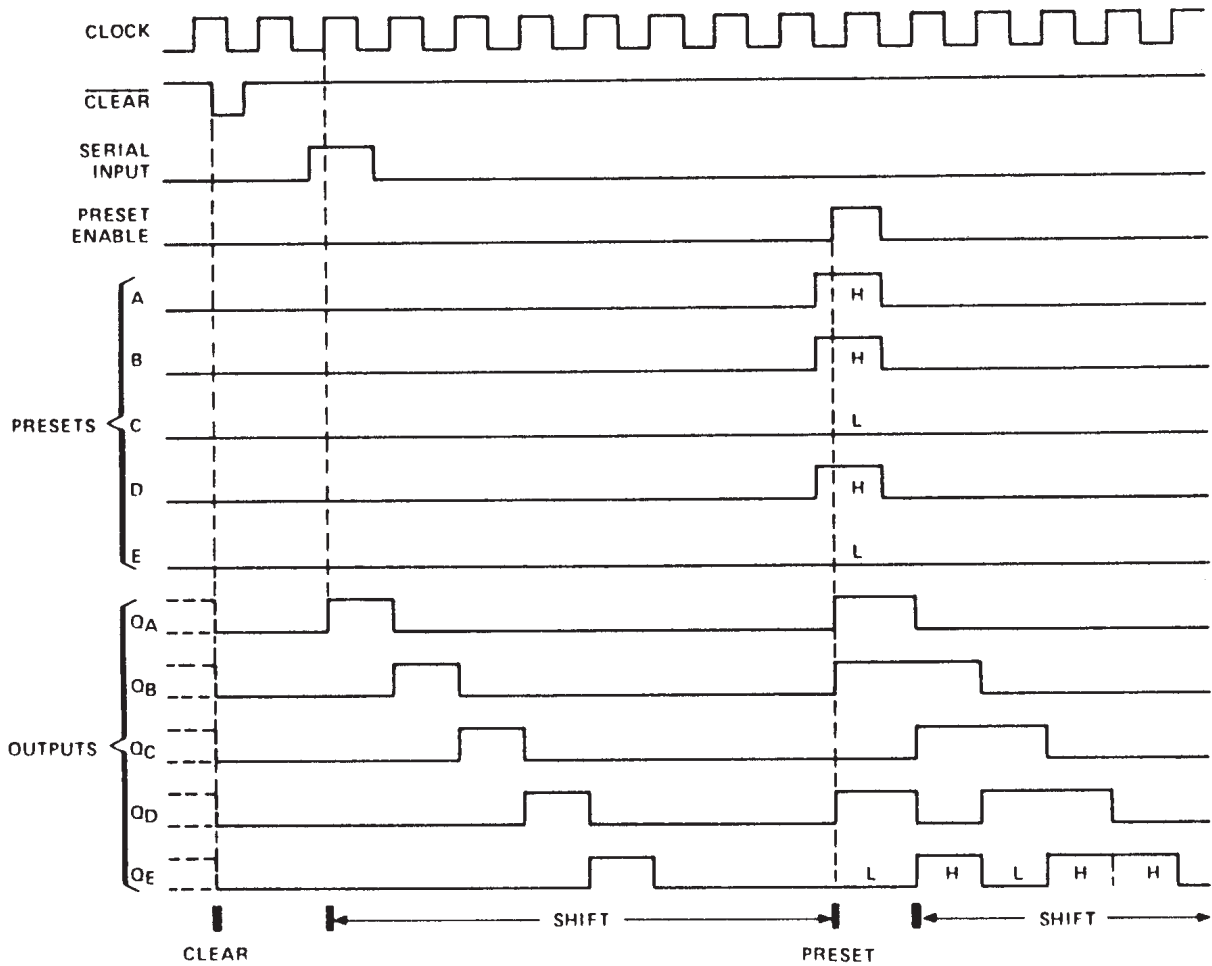 CLOCK
CLEAR
SERIAL
INPUT
PRESET
ENABLE
A H
B H
PRESETS C L
D H
E L
QA
QB
OUTPUTS QC
QD
QE L H L H H
SHIFT SHIFT
CLEAR PRESET